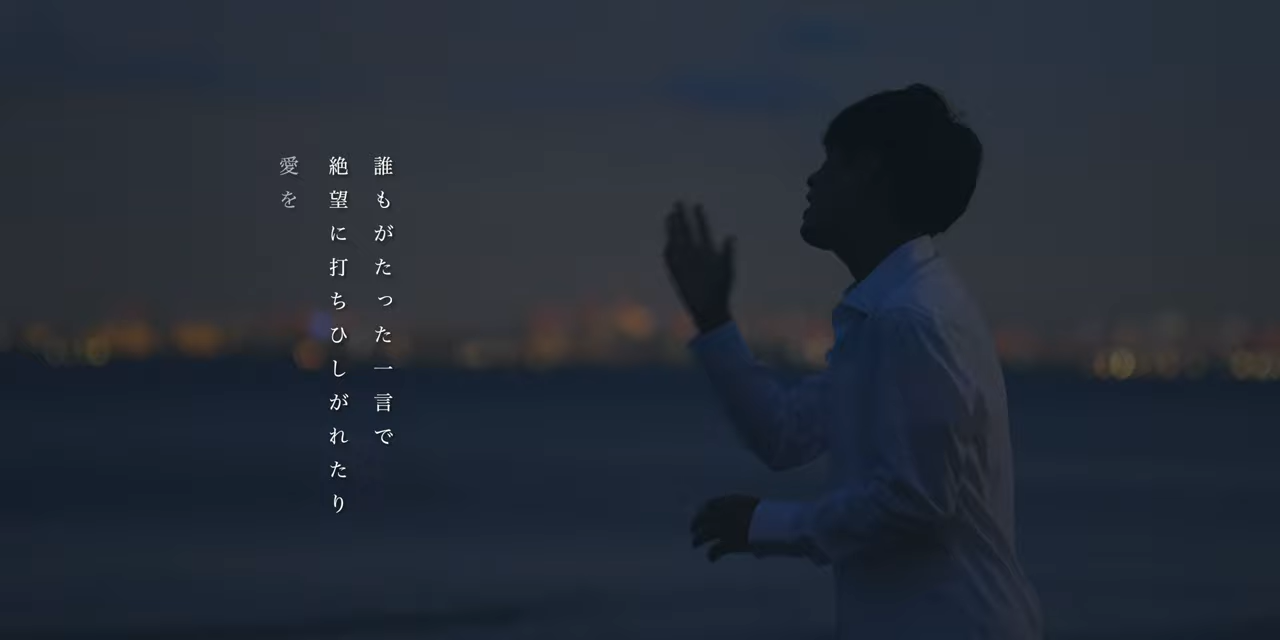 誰もがたった一言で
絶望に打ちひしがれたり
愛を